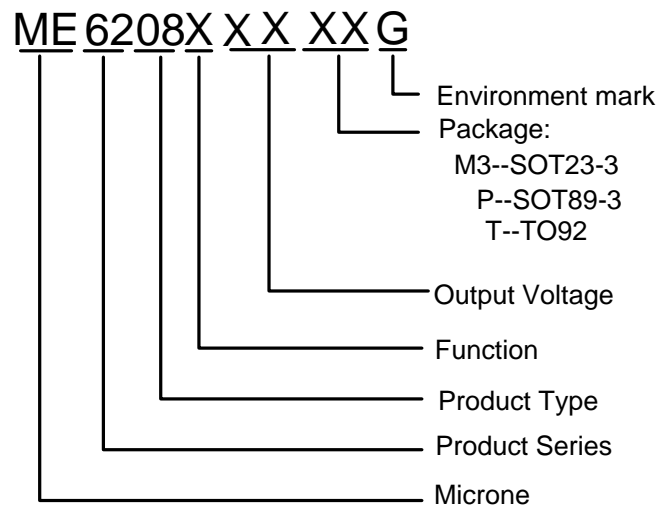 ME6208X XX XX G
Environment mark
Package:
M3--SOT23-3
P--SOT89-3
T--TO92
Output Voltage
Function
Product Type
Product Series
Microne